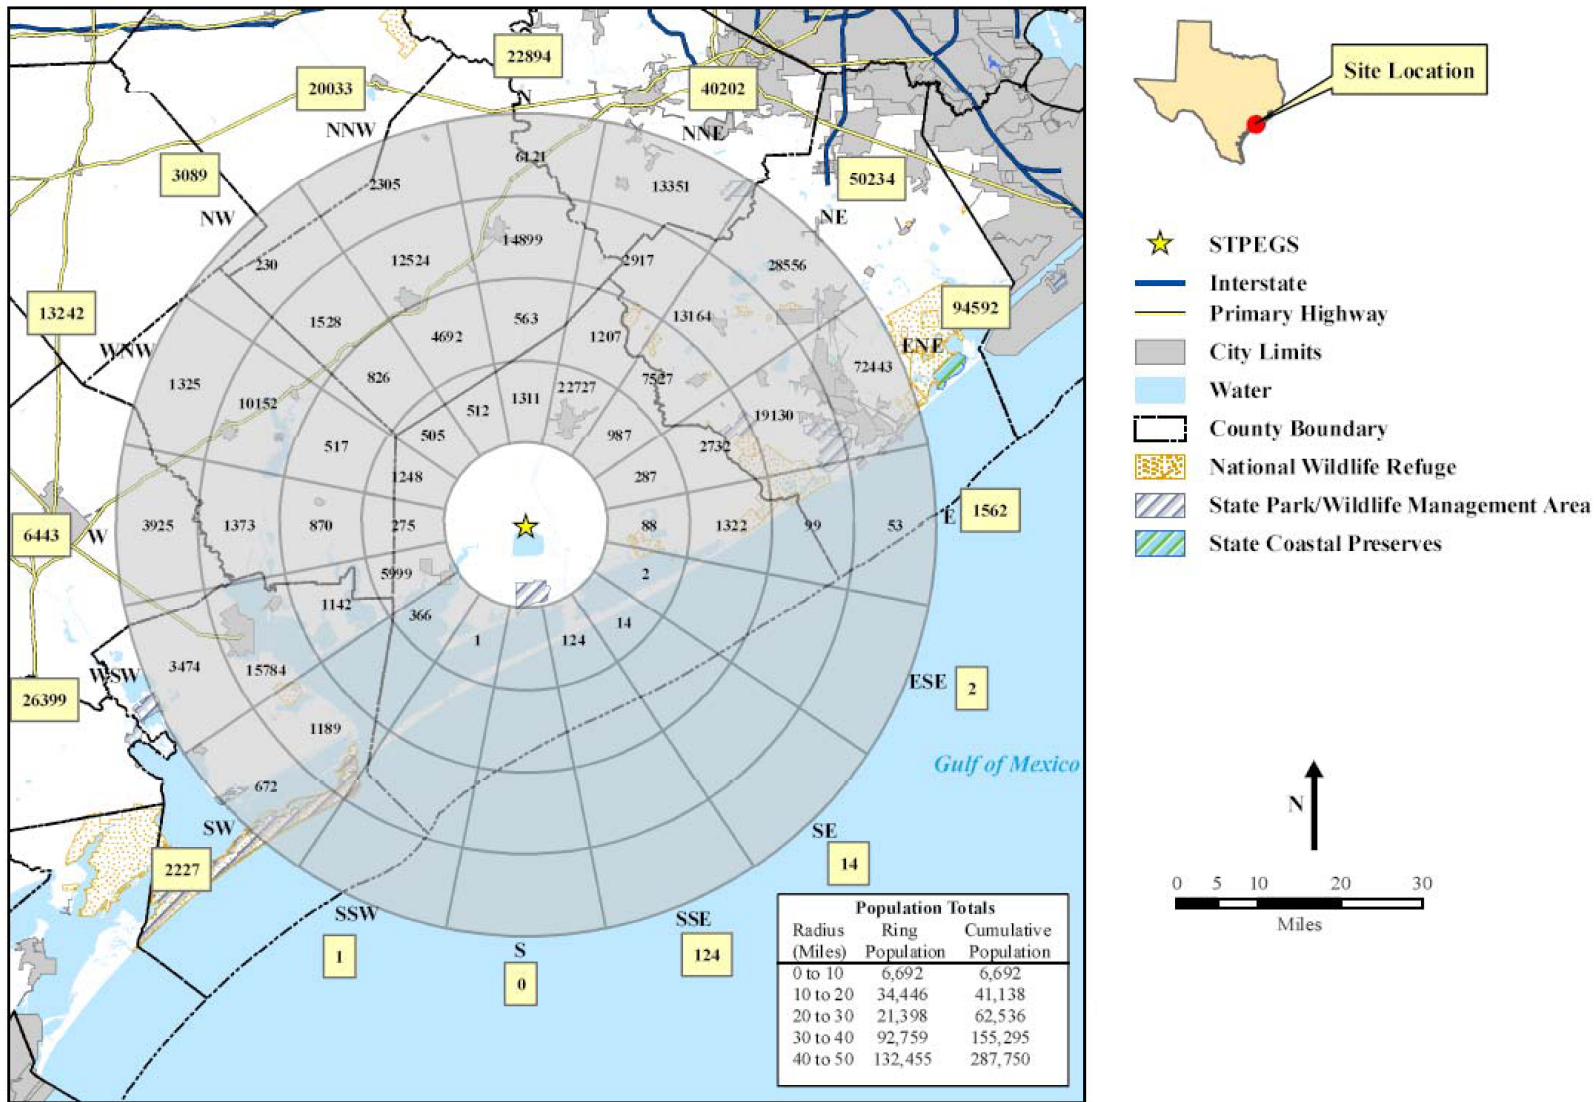 22894
N
20033
40202
NNW
NNE
3089
50234
NW
NE
6121
2305
13351
14899
12524
2917
28556
230
94592
13242
1528
563
13164
4692
1207
WNW
ENE
1325
826
72443
10152
22727
7527
1311
512
19130
517
505
987
2732
1248
287
6443
W
3925
1373
870
275
88
1322
99
53
E
1562
5999
2
1142
366
1
124
14
WSW
3474
15784
26399
ESE
2
1189
Gulf of Mexico
672
SW
SE
2227
14
SSW
1
SSE
124
S
0
Population Totals
Radius Ring Cumulative
(Miles) Population Population
0 to 10 6,692 6,692
10 to 20 34,446 41,138
20 to 30 21,398 62,536
30 to 40 92,759 155,295
40 to 50 132,455 287,750
Site Location
STPEGS
Interstate
Primary Highway
City Limits
Water
County Boundary
National Wildlife Refuge
State Park/Wildlife Management Area
State Coastal Preserves
N
0 5 10 20 30
Miles